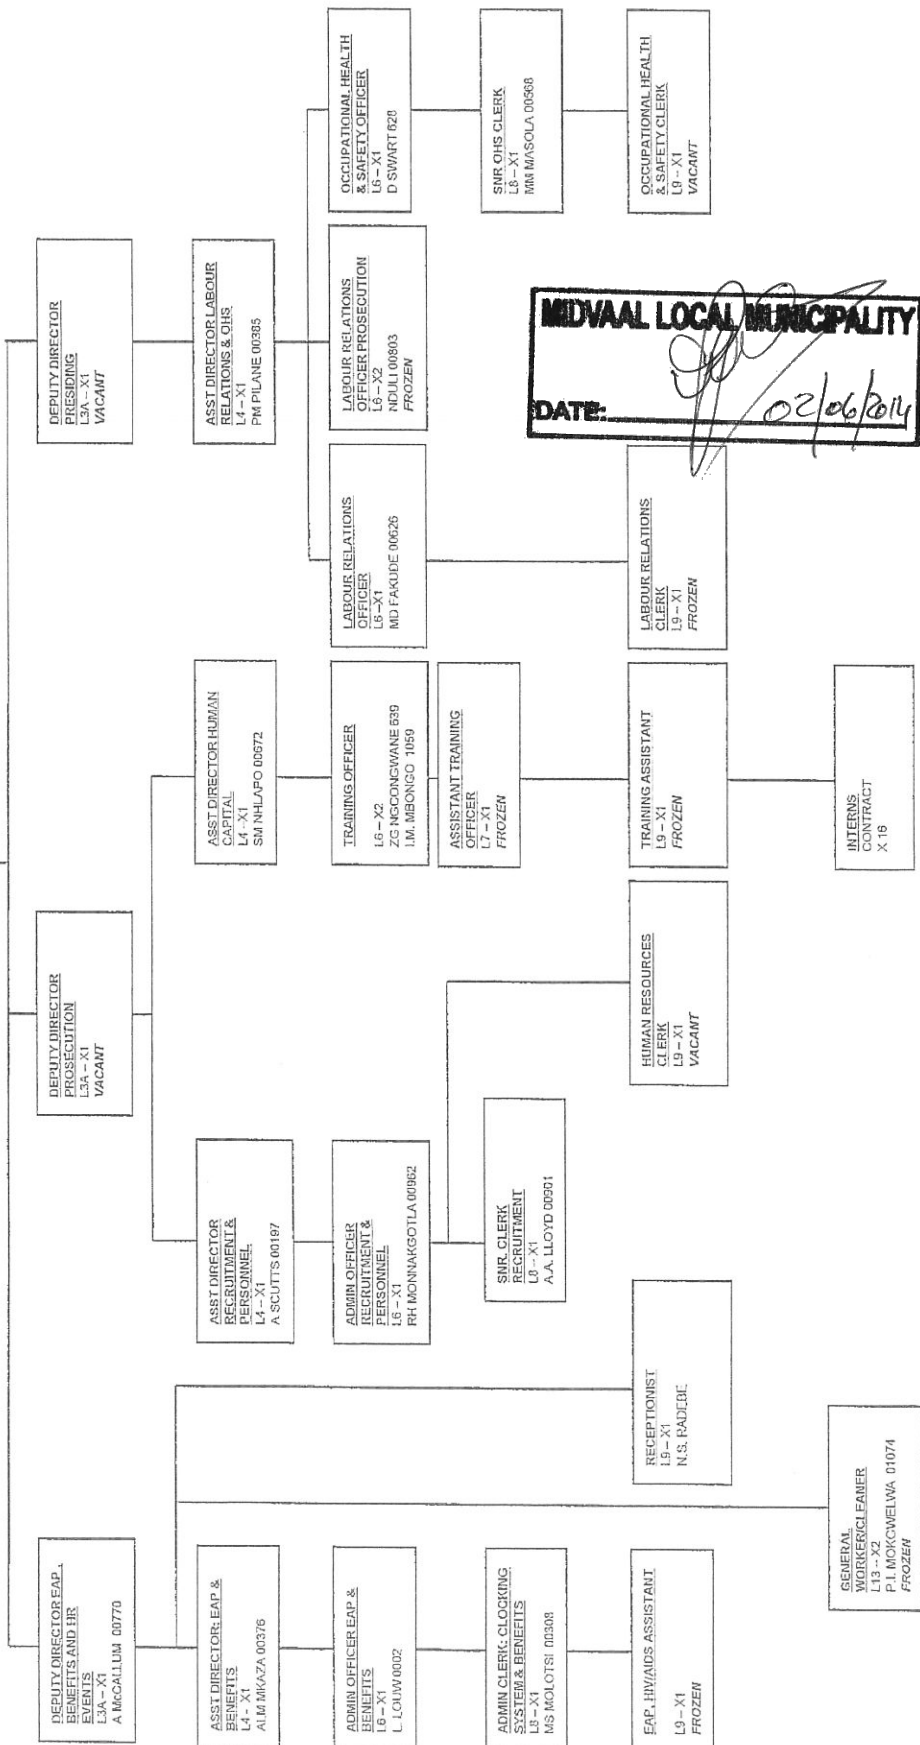 DEPUTY DIRECTOR EAP,
BENEFITS AND HR
EVENTS
L3A – X1
A McCALLUM 00770
ASST DIRECTOR: EAP &
BENEFITS
L4 – X1
ALM MKAZA 00376
ADMIN OFFICER EAP &
BENEFITS
L6 – X1
L. LOUW 0002
ADMIN CLERK: CLOCKING
SYSTEM & BENEFITS
L8 – X1
MS MOLOTSI 00308
EAP, HIV/AIDS ASSISTANT
L9 – X1
FROZEN
RECEPTIONIST
L9 – X1
N.S. RADEBE
GENERAL
WORKER/CLEANER
L13 – X2
P.I. MOKCWELWA 01074
FROZEN
DEPUTY DIRECTOR
PROSECUTION
L3A – X1
VACANT
ASST DIRECTOR
RECRUITMENT &
PERSONNEL
L4 – X1
A SCUTTS 00197
ADMIN OFFICER
RECRUITMENT &
PERSONNEL
L6 – X1
RH MONNAKGOTLA 00962
SNR. CLERK
RECRUITMENT
L8 – X1
A.A. LLOYD 00901
HUMAN RESOURCES
CLERK
L9 – X1
VACANT
ASST DIRECTOR HUMAN
CAPITAL
L4 – X1
SM NHLAPO 00672
TRAINING OFFICER
L6 – X2
ZG NGCONGWANE 639
I.M. MBONGO 1059
ASSISTANT TRAINING
OFFICER
L7 – X1
FROZEN
TRAINING ASSISTANT
L9 – X1
FROZEN
INTERNS
CONTRACT
X 16
DEPUTY DIRECTOR
PRESIDING
L3A – X1
VACANT
ASST DIRECTOR LABOUR
RELATIONS & OHS
L4 – X1
PM PILANE 00385
LABOUR RELATIONS
OFFICER
L6 – X1
MD FAKUDE 00626
LABOUR RELATIONS
CLERK
L9 – X1
FROZEN
LABOUR RELATIONS
OFFICER PROSECUTION
L6 – X2
NDULI 00803
FROZEN
OCCUPATIONAL HEALTH
& SAFETY OFFICER
L6 – X1
D SWART 628
SNR OHS CLERK
L8 – X1
MM MASOLA 00568
OCCUPATIONAL HEALTH
& SAFETY CLERK
L9 – X1
VACANT
MIDVAAL LOCAL MUNICIPALITY
DATE: 02/06/2014